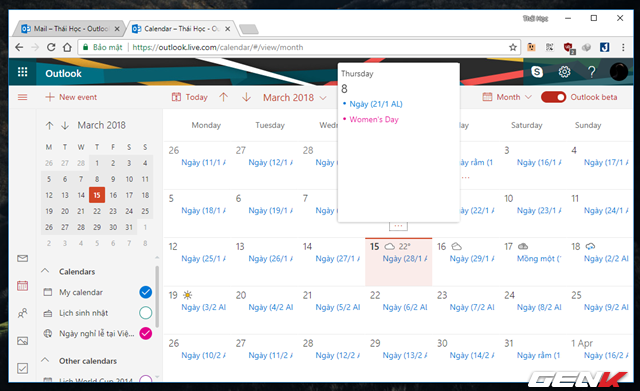 Thái Học
Mail – Thái Học - Outlook
Calendar – Thái Học - Outl
Bảo mật
https://outlook.live.com/calendar/#/view/month
Outlook
New event
Today
March 2018
Month
Outlook beta
March 2018
M T W T F S S
26 27 28 1 2 3 4
5 6 7 8 9 10 11
12 13 14 15 16 17 18
19 20 21 22 23 24 25
26 27 28 29 30 31 1
2 3 4 5 6 7 8
Calendars
My calendar
Lịch sinh nhật
Ngày nghỉ lễ tại Việ...
Other calendars
Lịch World Cup 2014
Thursday
8
Ngày (21/1 AL)
Women's Day
...
Monday Tuesday Saturday Sunday
26 27 28 3 4
Ngày (11/1 A Ngày (12/1 A Ngày (1 ày rằm (1 Ngày (16/1 Ngày (17/1 A
...
5 6 7 10 11
Ngày (18/1 A Ngày (19/1 A Ngày (22/1 A Ngày (23/1 A Ngày (24/1 A
12 13 14 15 22° 16 17 18
Ngày (25/1 A Ngày (26/1 A Ngày (27/1 A Ngày (28/1 A Ngày (29/1 A Mồng một (1 Ngày (2/2 Al
19 20 21 22 23 24 25
Ngày (3/2 Al Ngày (4/2 Al Ngày (5/2 Al Ngày (6/2 Al Ngày (7/2 Al Ngày (8/2 Al Ngày (9/2 Al
26 27 28 29 30 31 1 Apr
Ngày (10/2 A Ngày (11/2 A Ngày (12/2 A Ngày (13/2 A Ngày (14/2 A Ngày rằm (1 Ngày (16/2 A
GENK